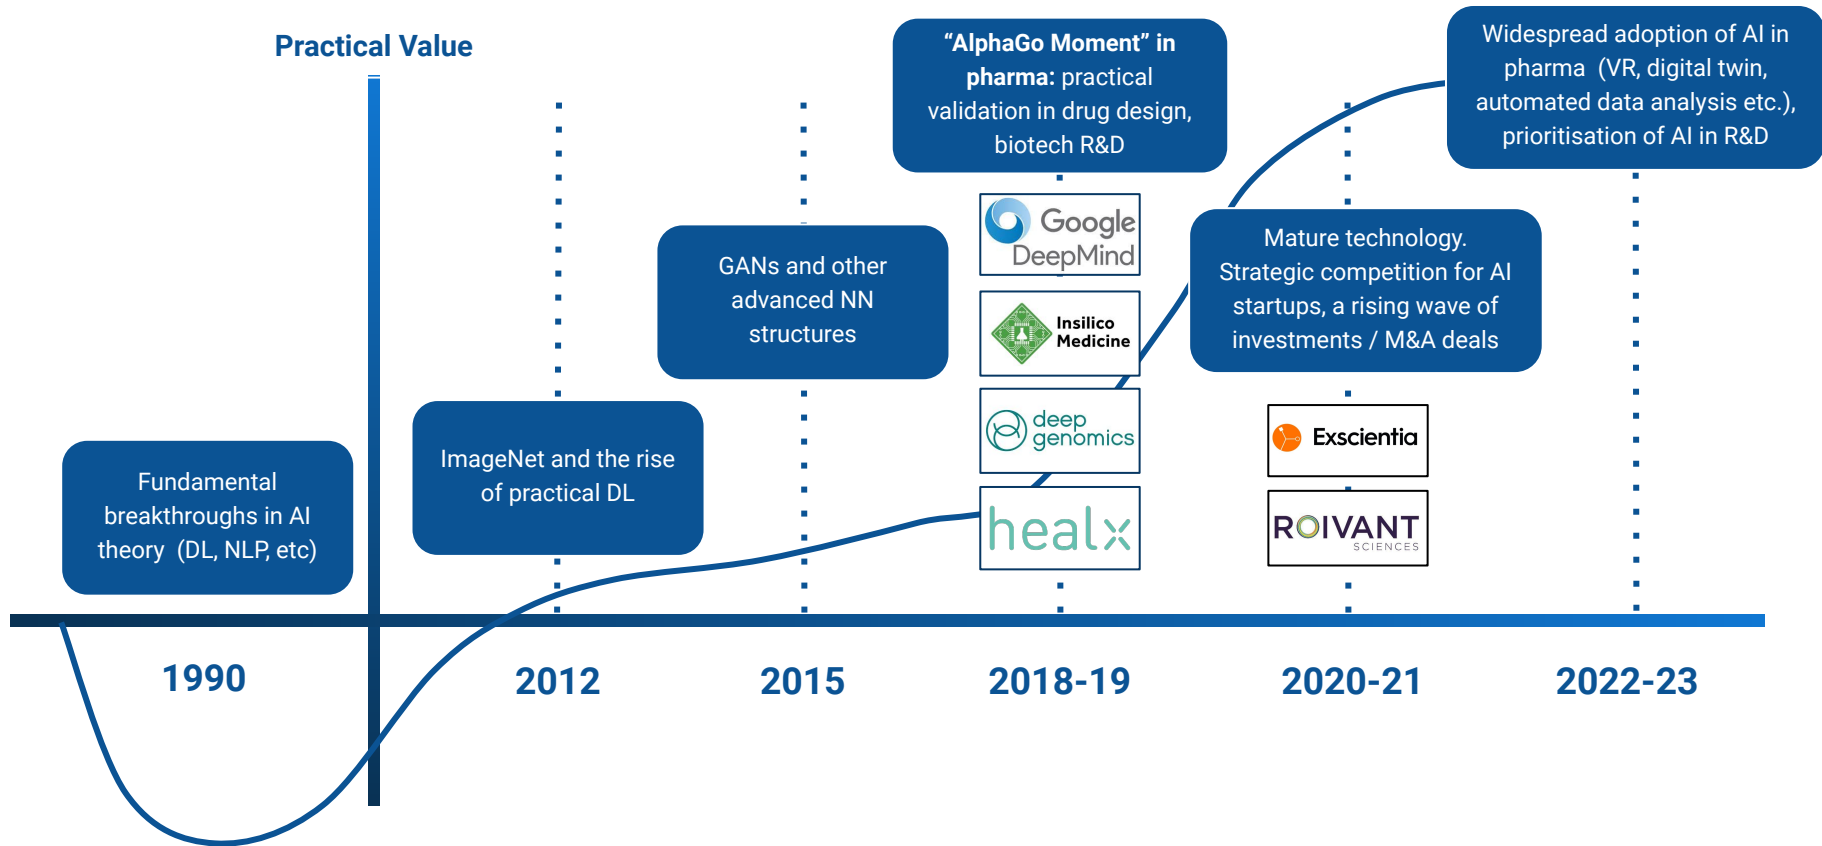 Practical Value
Fundamental
breakthroughs in AI
theory (DL, NLP, etc)
ImageNet and the rise
of practical DL
GANs and other
advanced NN
structures
“AlphaGo Moment” in
pharma: practical
validation in drug design,
biotech R&D
Google
DeepMind
Insilico
Medicine
deep
genomics
healx
Mature technology.
Strategic competition for AI
startups, a rising wave of
investments / M&A deals
Exscientia
ROIVANT
SCIENCES
Widespread adoption of AI in
pharma (VR, digital twin,
automated data analysis etc.),
prioritisation of AI in R&D
1990
2012
2015
2018-19
2020-21
2022-23